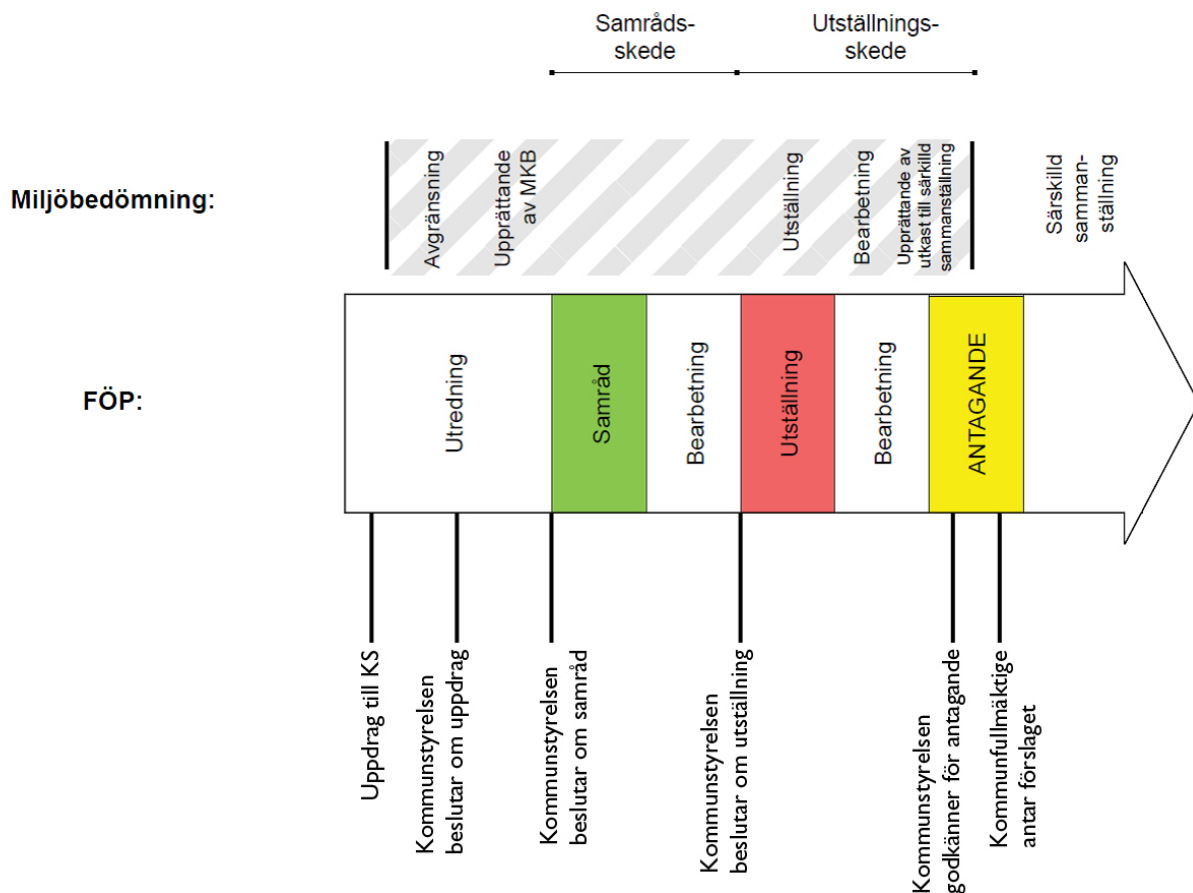 Samråds-
skede
Utställnings-
skede
Miljöbedömning:
Avgränsning
Upprättande
av MKB
Utställning
Bearbetning
Upprättande av
utkast till särkilld
sammanställning
Särskilld
samman-
ställning
FÖP:
Utredning
Samråd
Bearbetning
Utställning
Bearbetning
ANTAGANDE
Uppdrag till KS
Kommunstyrelsen
beslutar om uppdrag
Kommunstyrelsen
beslutar om samråd
Kommunstyrelsen
beslutar om utställning
Kommunstyrelsen
godkänner för antagande
Kommunfullmäktige
antar förslaget